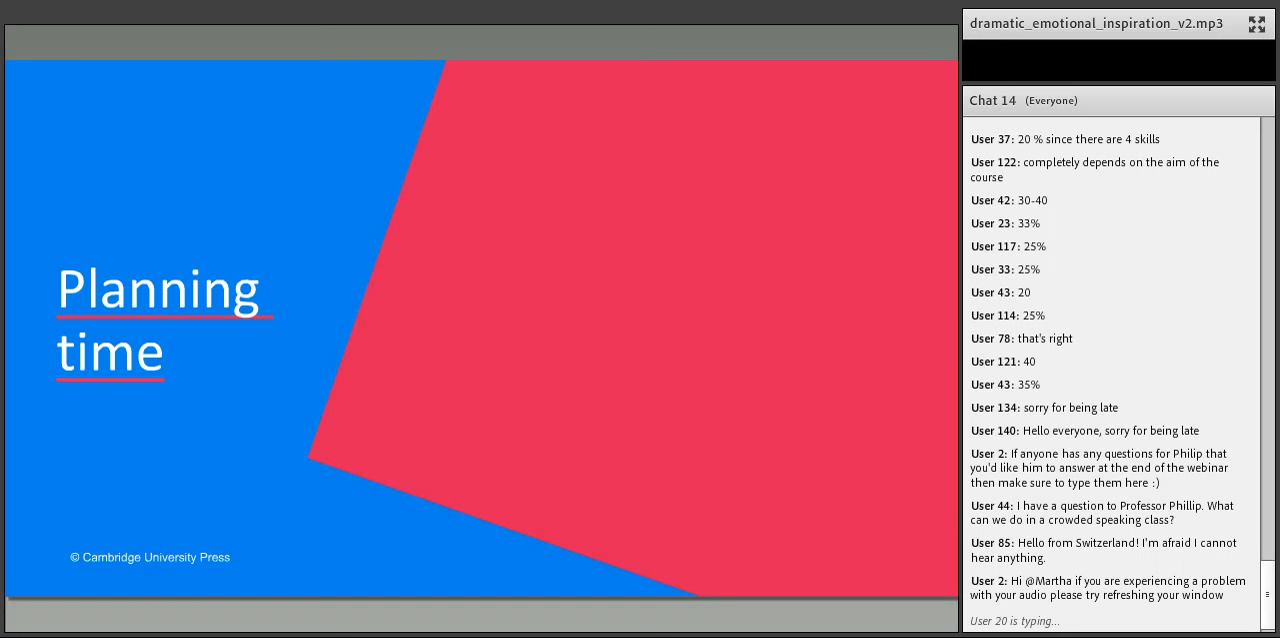 Planning
time
© Cambridge University Press
dramatic_emotional_inspiration_v2.mp3
Chat 14 (Everyone)
User 37: 20 % since there are 4 skills
User 122: completely depends on the aim of the
course
User 42: 30-40
User 23: 33%
User 117: 25%
User 33: 25%
User 43: 20
User 114: 25%
User 78: that's right
User 121: 40
User 43: 35%
User 134: sorry for being late
User 140: Hello everyone, sorry for being late
User 2: If anyone has any questions for Philip that
you'd like him to answer at the end of the webinar
then make sure to type them here :)
User 44: I have a question to Professor Phillip. What
can we do in a crowded speaking class?
User 85: Hello from Switzerland! I'm afraid I cannot
hear anything.
User 2: Hi @Martha if you are experiencing a problem
with your audio please try refreshing your window
User 20 is typing...